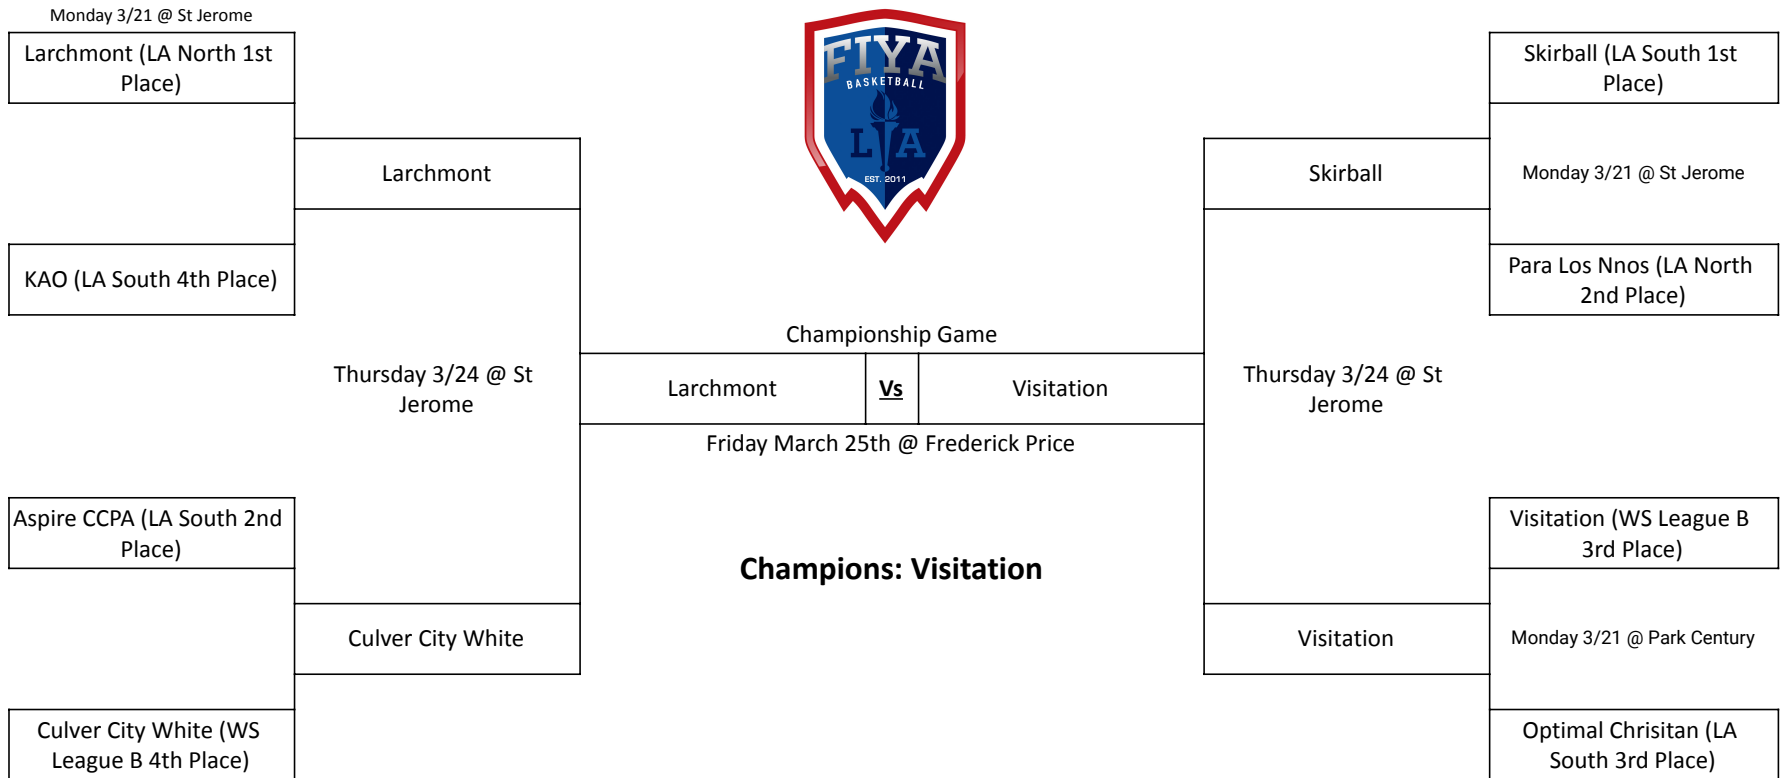 Monday 3/21 @ St Jerome
Larchmont (LA North 1st
Place)
Larchmont
KAO (LA South 4th Place)
Thursday 3/24 @ St
Jerome
Aspire CCPA (LA South 2nd
Place)
Culver City White
Culver City White (WS
League B 4th Place)
FIYA
BASKETBALL
L A
EST. 2011
Championship Game
Larchmont
Vs
Visitation
Friday March 25th @ Frederick Price
Champions: Visitation
Skirball (LA South 1st
Place)
Skirball
Monday 3/21 @ St Jerome
Para Los Nnos (LA North
2nd Place)
Thursday 3/24 @ St
Jerome
Visitation (WS League B
3rd Place)
Visitation
Monday 3/21 @ Park Century
Optimal Chrisitan (LA
South 3rd Place)